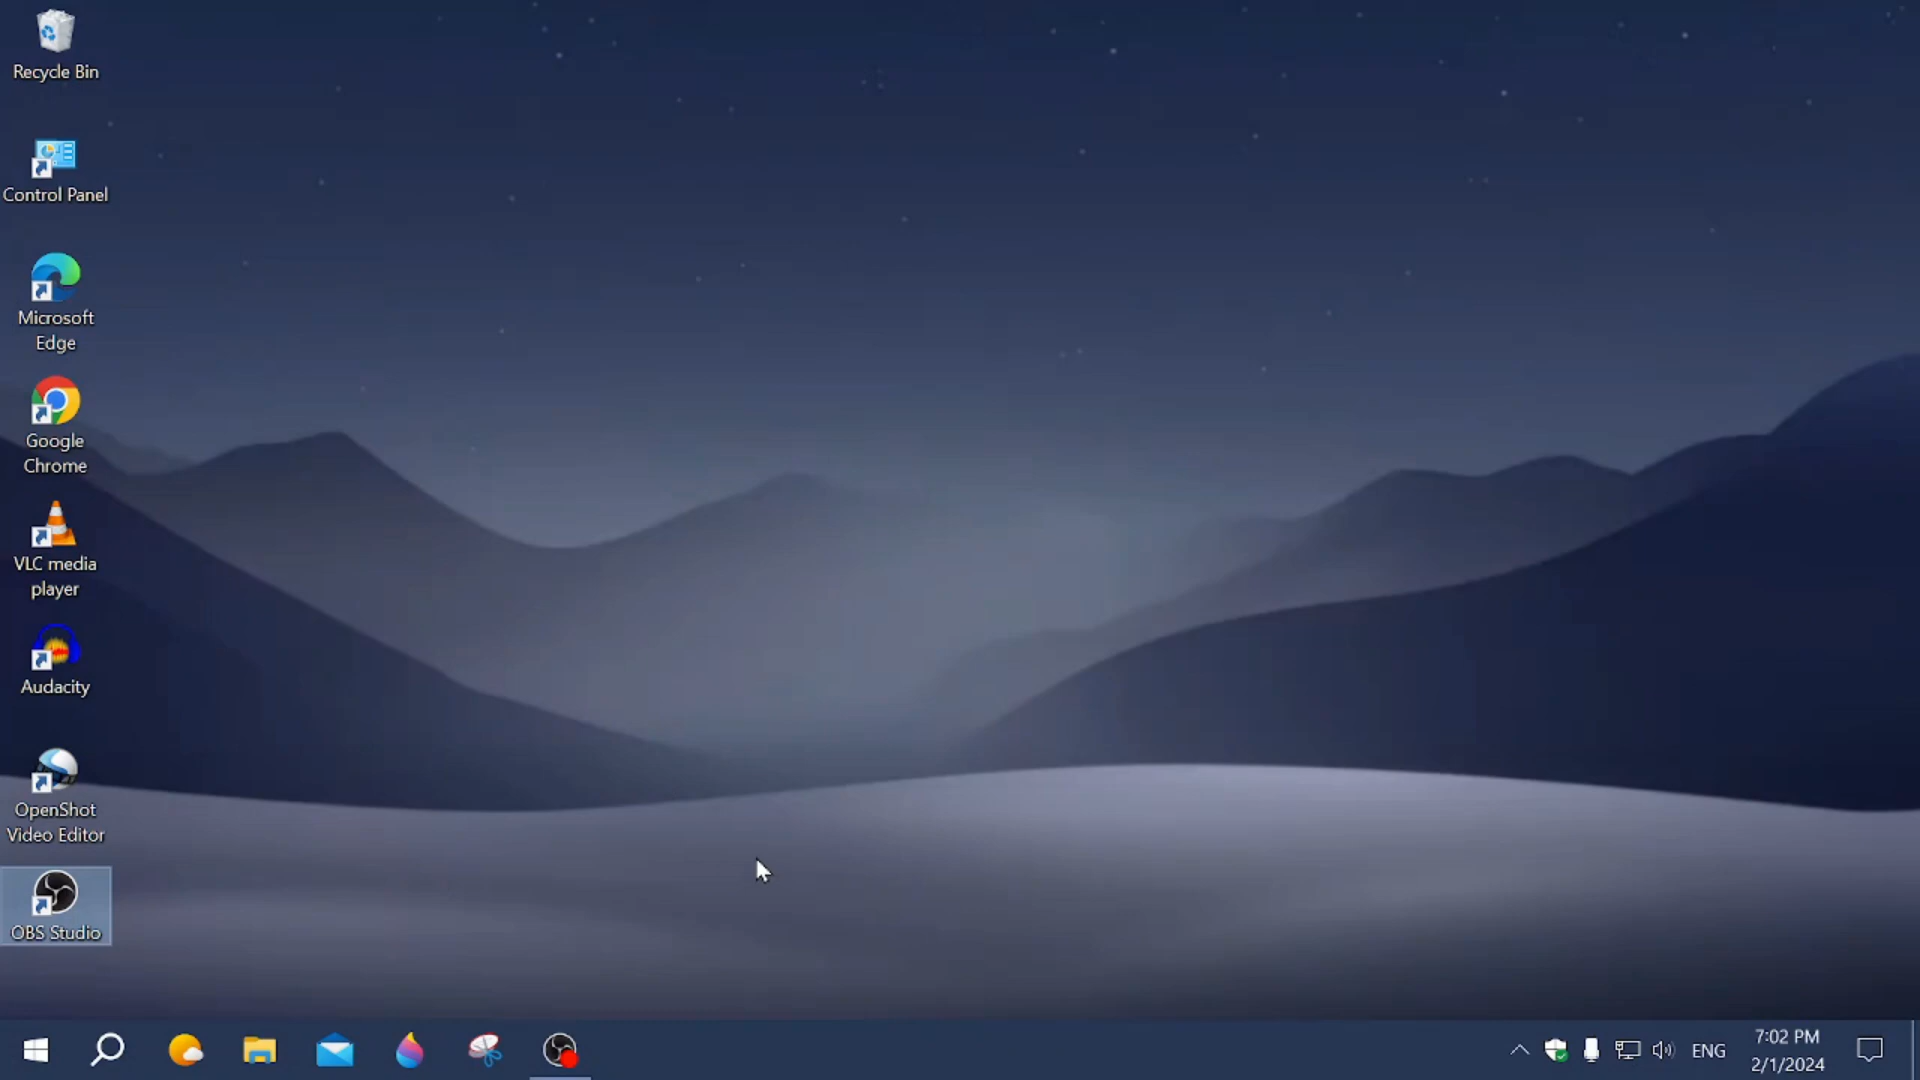 Recycle Bin
Control Panel
Microsoft
Edge
Google
Chrome
VLC media
player
Audacity
OpenShot
Video Editor
OBS Studio
ENG
7:02 PM
2/1/2024